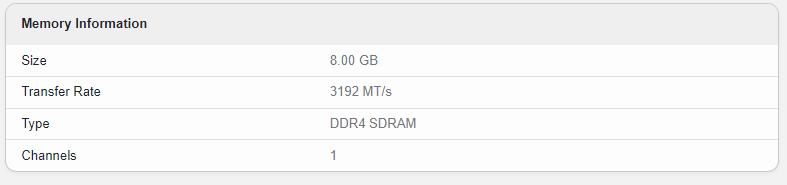 Memory Information
Size 8.00 GB
Transfer Rate 3192 MT/s
Type DDR4 SDRAM
Channels 1